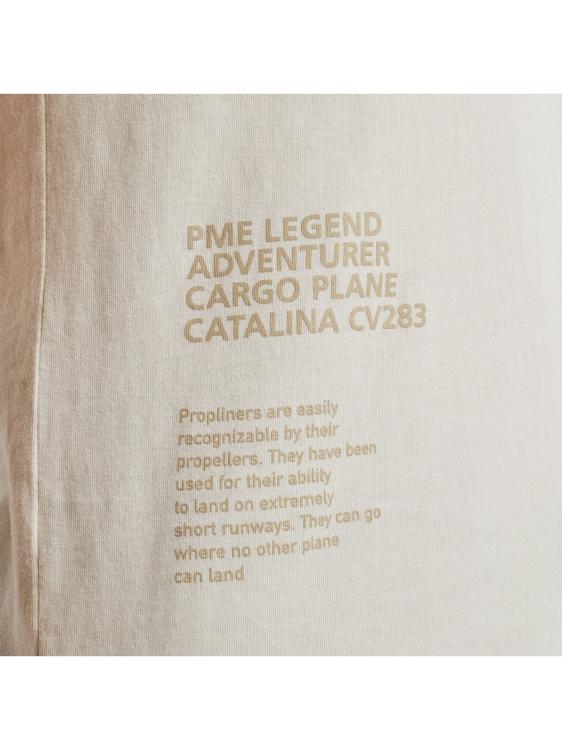 PME LEGEND
ADVENTURER
CARGO PLANE
CATALINA CV283
Propliners are easily
recognizable by their
propellers. They have been
used for their ability
to land on extremely
short runways. They can go
where no other plane
can land